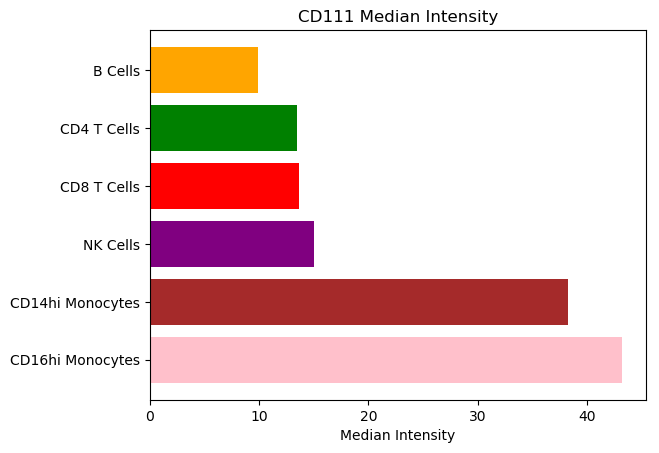 CD111 Median Intensity
B Cells
CD4 T Cells
CD8 T Cells
NK Cells
CD14hi Monocytes
CD16hi Monocytes
0 10 20 30 40
Median Intensity